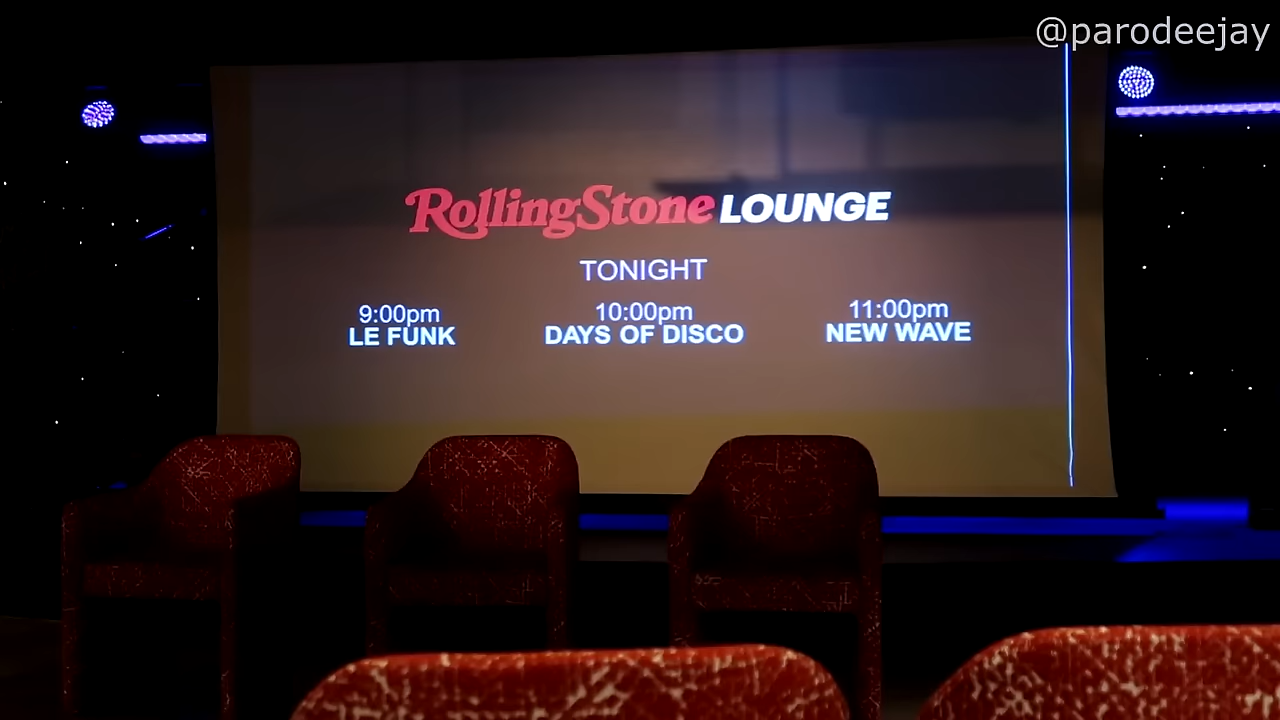 @parodeejay
RollingStone LOUNGE
TONIGHT
9:00pm 10:00pm 11:00pm
LE FUNK DAYS OF DISCO NEW WAVE